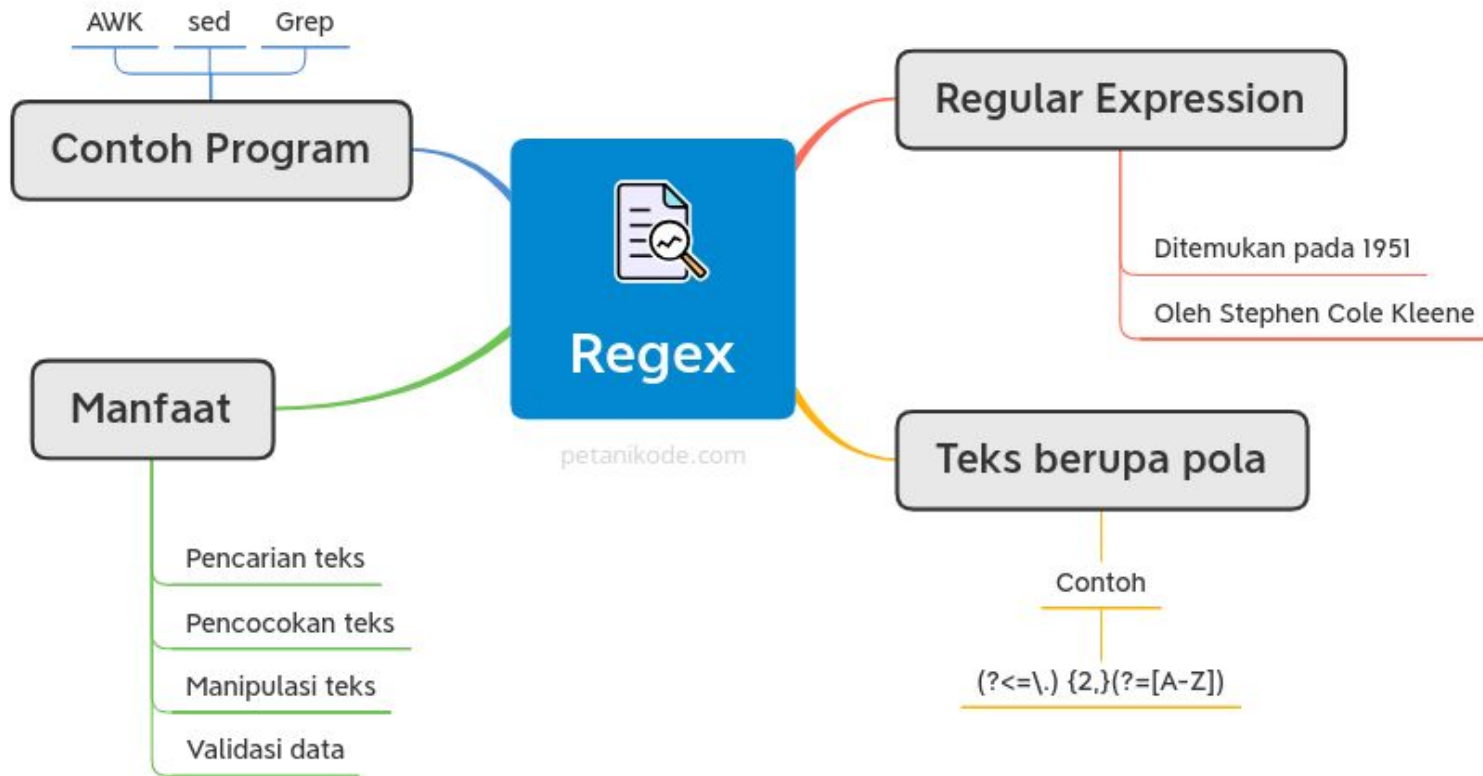 AWK
sed
Grep
Contoh Program
Regular Expression
Ditemukan pada 1951
Oleh Stephen Cole Kleene
Regex
petanikode.com
Manfaat
Pencarian teks
Pencocokan teks
Manipulasi teks
Validasi data
Teks berupa pola
Contoh
(?<=\.) {2,}(?=[A-Z])